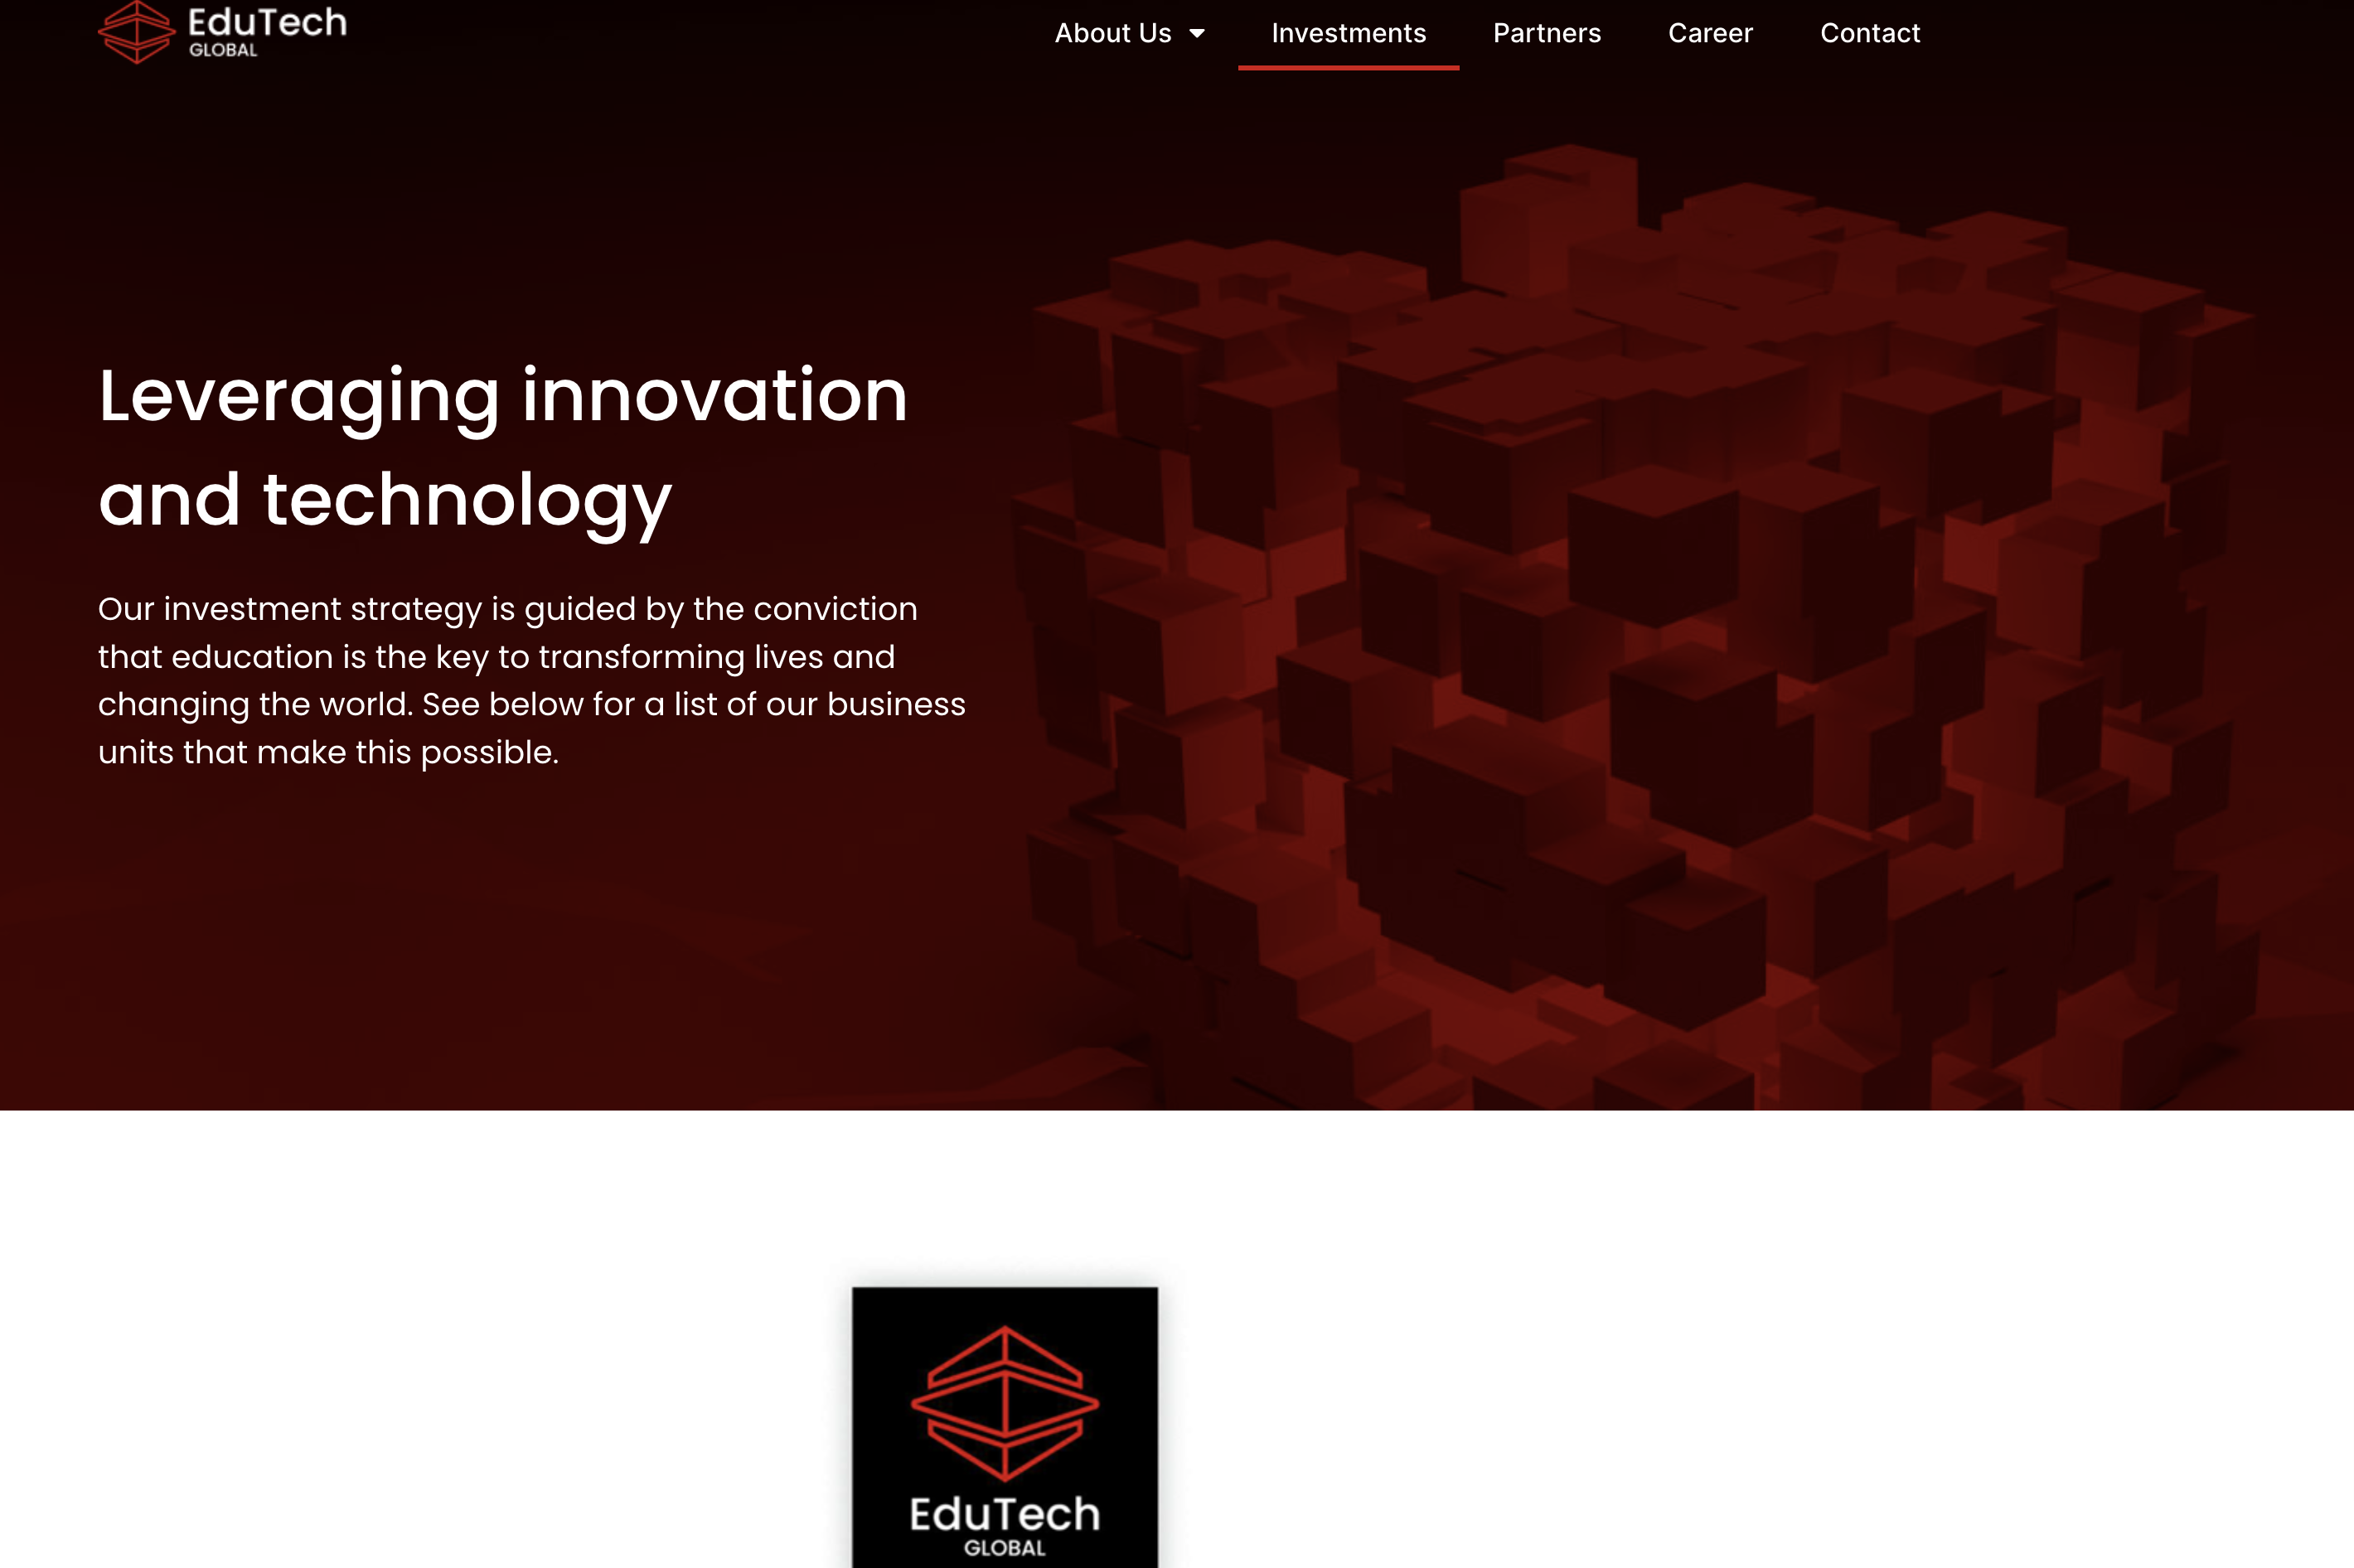 EduTech
GLOBAL
About Us
Investments
Partners
Career
Contact
Leveraging innovation
and technology
Our investment strategy is guided by the conviction
that education is the key to transforming lives and
changing the world. See below for a list of our business
units that make this possible.
EduTech
GLOBAL